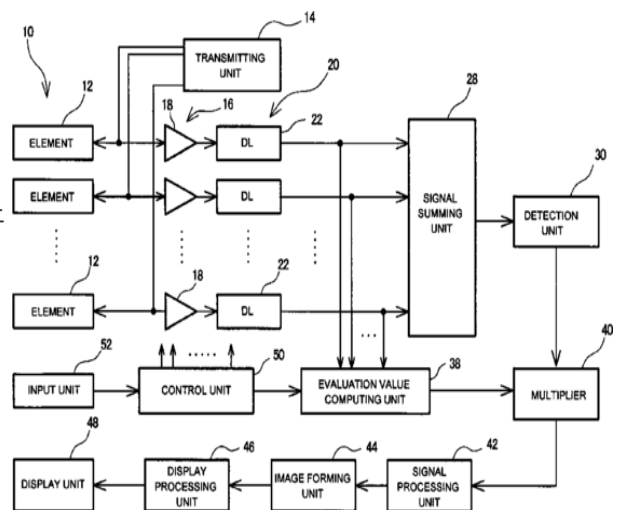 10
12
14
TRANSMITTING
UNIT
18
16
20
22
28
ELEMENT
DL
ELEMENT
DL
SIGNAL
SUMMING
UNIT
30
DETECTION
UNIT
12
18
22
ELEMENT
DL
52
50
38
40
INPUT UNIT
CONTROL UNIT
EVALUATION VALUE
COMPUTING UNIT
MULTIPLIER
48
46
44
42
DISPLAY UNIT
DISPLAY
PROCESSING
UNIT
IMAGE FORMING
UNIT
SIGNAL
PROCESSING
UNIT